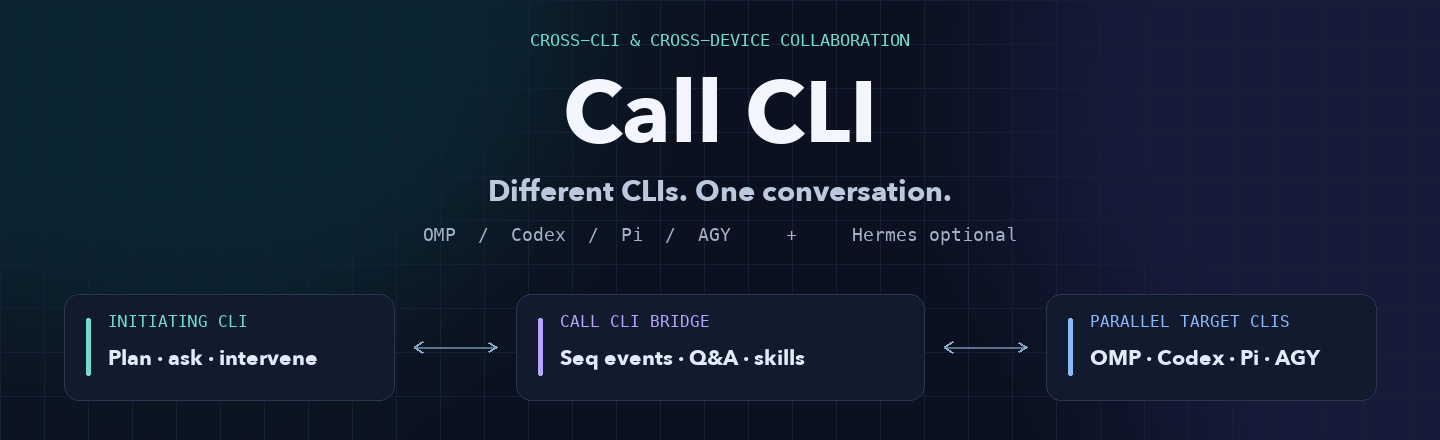 CROSS-CLI & CROSS-DEVICE COLLABORATION
Call CLI
Different CLIs. One conversation.
OMP / Codex / Pi / AGY + Hermes optional
INITIATING CLI
Plan · ask · intervene
CALL CLI BRIDGE
Seq events · Q&A · skills
PARALLEL TARGET CLIS
OMP · Codex · Pi · AGY